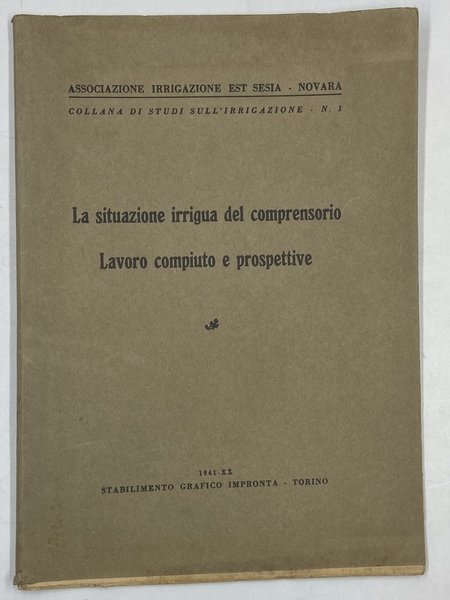 ASSOCIAZIONE IRRIGAZIONE EST SESIA - NOVARA
COLLANA DI STUDI SULL'IRRIGAZIONE - N. 1
La situazione irrigua del comprensorio
Lavoro compiuto e prospettive
1941-XX
STABILIMENTO GRAFICO IMPRONTA - TORINO